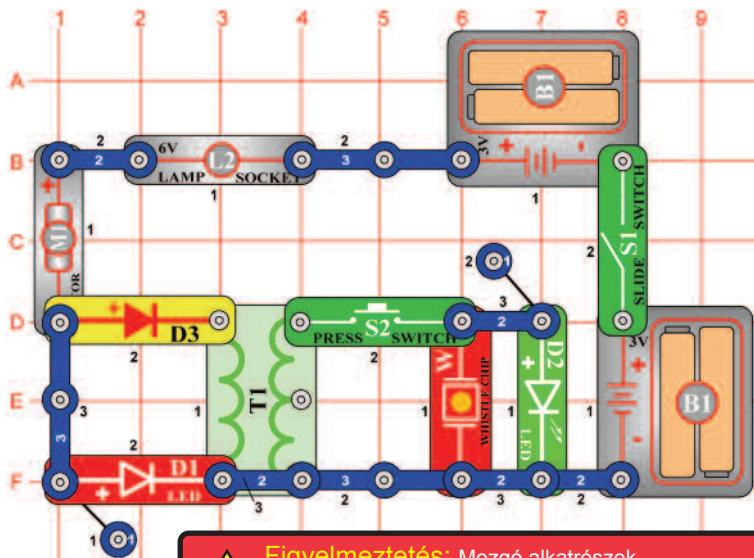 1 2 3 4 5 6 7 8 9
A
B1
B
2
2
6V
L2
2
3
3V
+ -
LAMP SOCKET
1
1
+
M1
1
OTOR
C
2
S1
SLIDE SWITCH
2
1
D
+
D3
2
S2
PRESS SWITCH
2
3
2
3V
+
3
3
E
1
T1
1
W
WHISTLE CHIP
1
+
D2
LED
1
B1
-
F
2
D1
+ LED
2
3
3
2
2
3
2
2
1
1
Figyelmeztetés: Mozgó alkatrészek